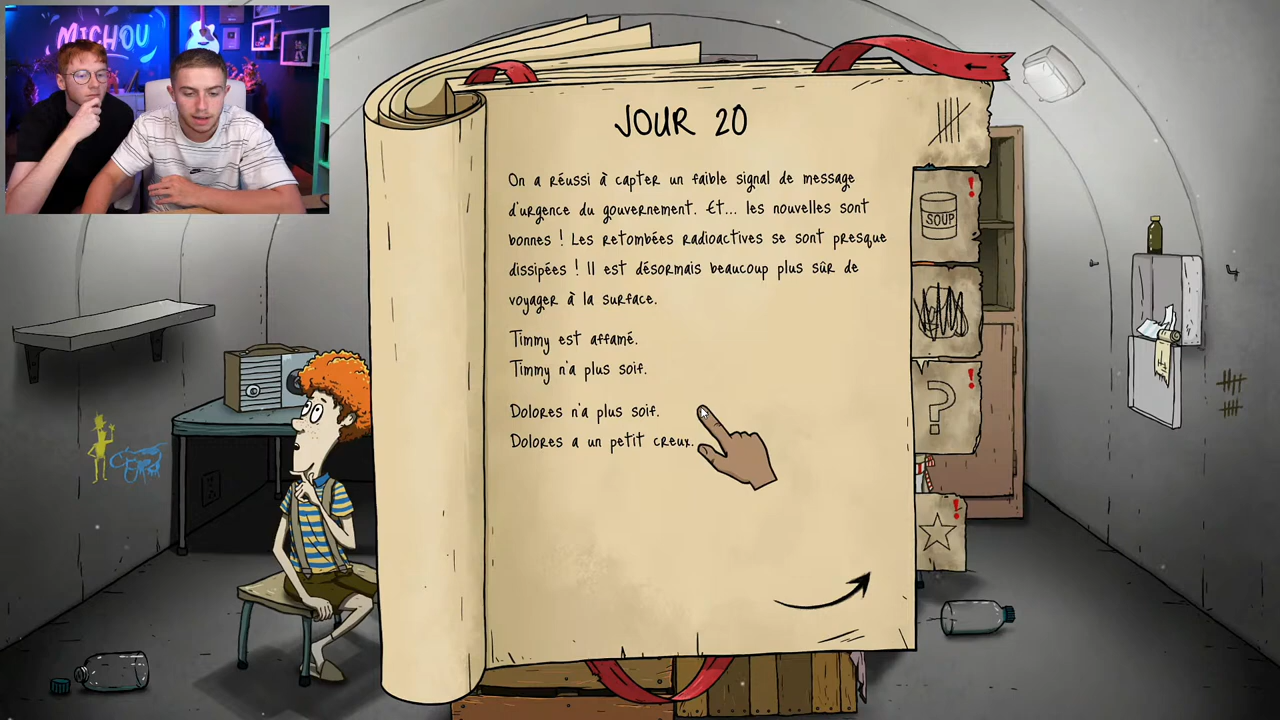 MICHOU
JOUR 20
On a réussi à capter un faible signal de message
d'urgence du gouvernement. Et... les nouvelles sont
bonnes ! Les retombées radioactives se sont presque
dissipées ! Il est désormais beaucoup plus sûr de
voyager à la surface.
Timmy est affamé.
Timmy n'a plus soif.
Dolores n'a plus soif.
Dolores a un petit creux.
!
SOUP
!
?
!